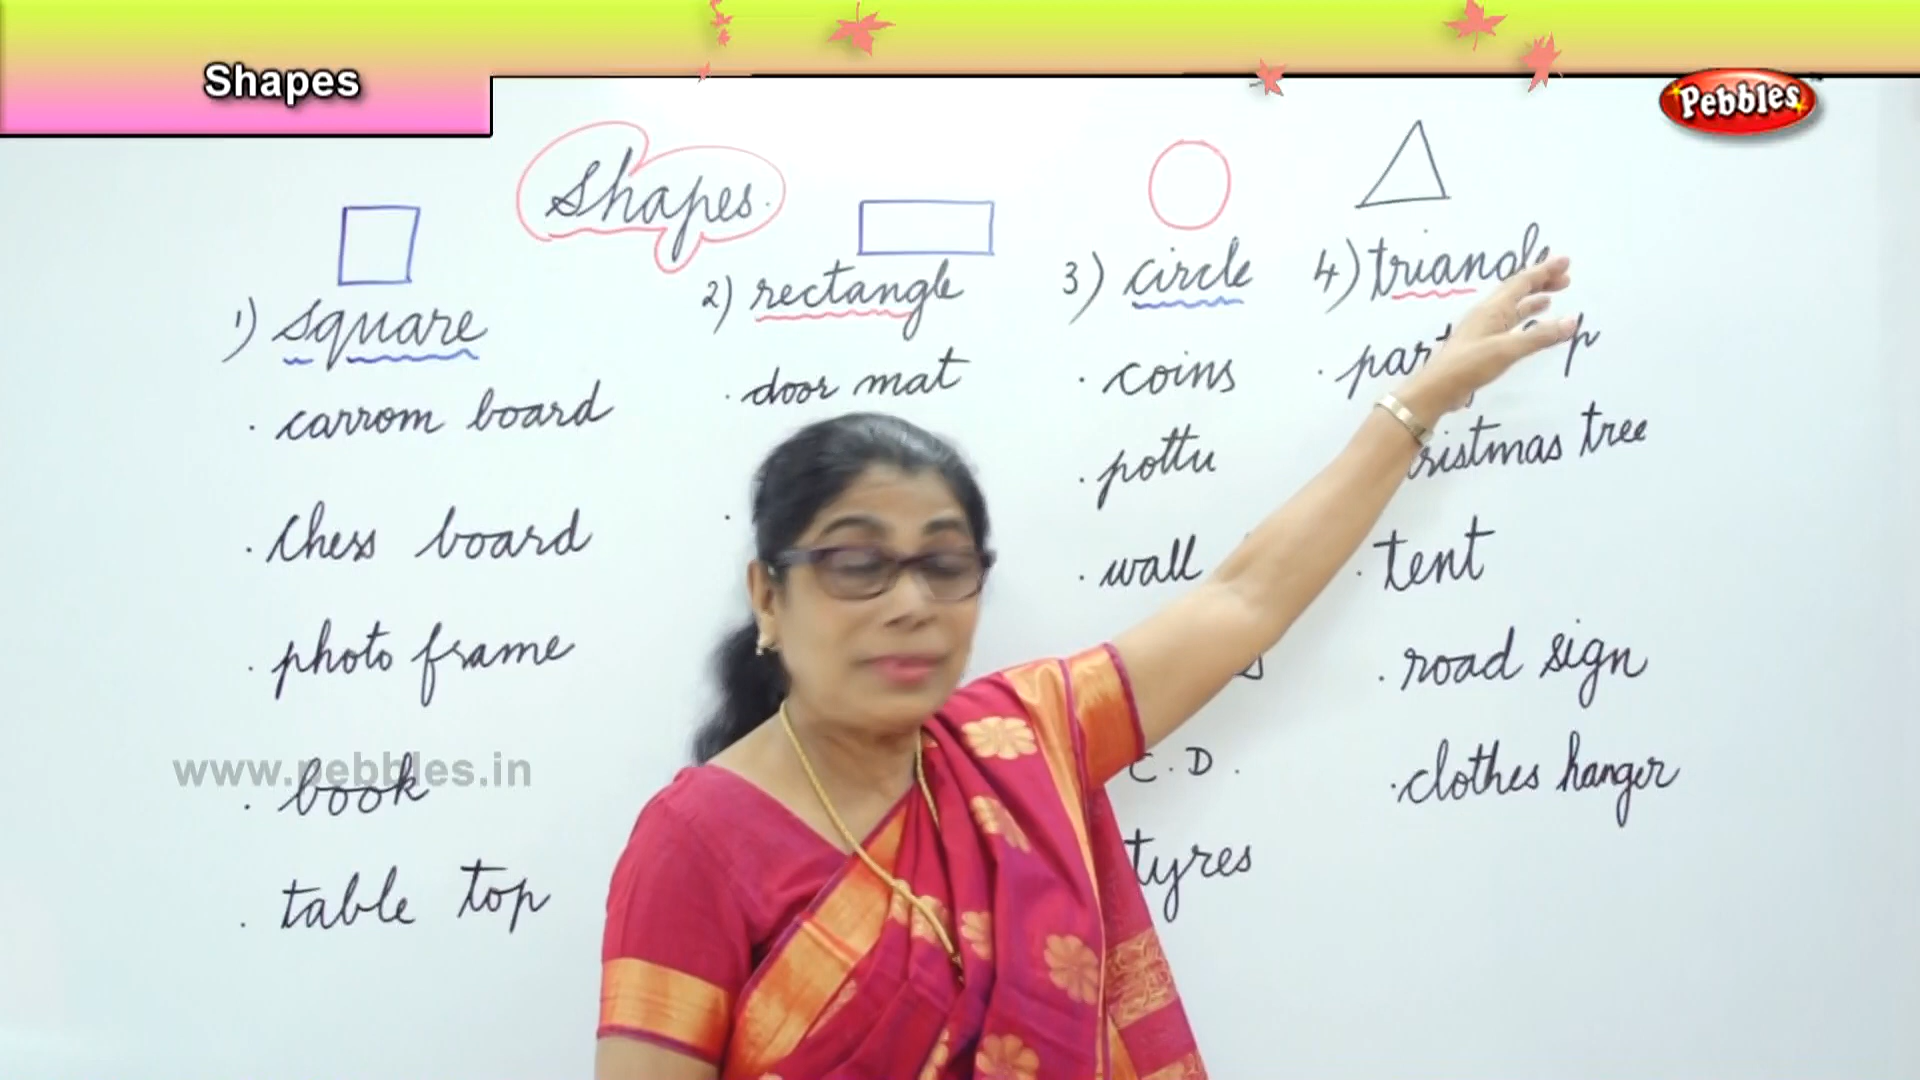 Shapes
Pebbles
Shapes.
1) square
. carrom board
. Chess board
. photo frame
. book
. table top
2) rectangle
. door mat
3) circle
. coins
. pottu
. wall
C.D.
tyres
4) triangle
tree
. tent
. road sign
. clothes hanger
www.pebbles.in